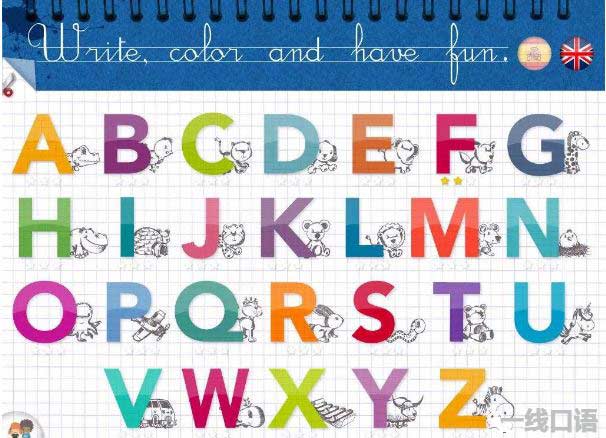 Write, color and have fun.
A B C D E F G
H I J K L M N
O P Q R S T U
V W X Y Z
一线口语